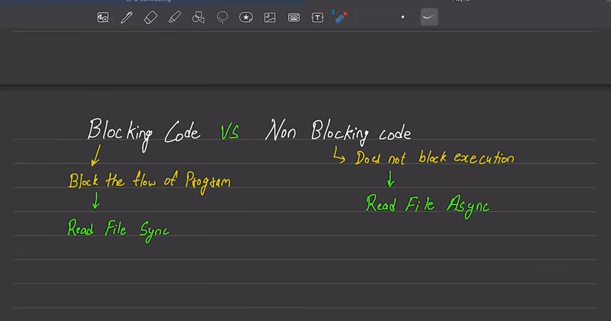 Blocking Code VS Non Blocking code
Block the flow of Program
Read File Sync
Does not block execution
Read File Async